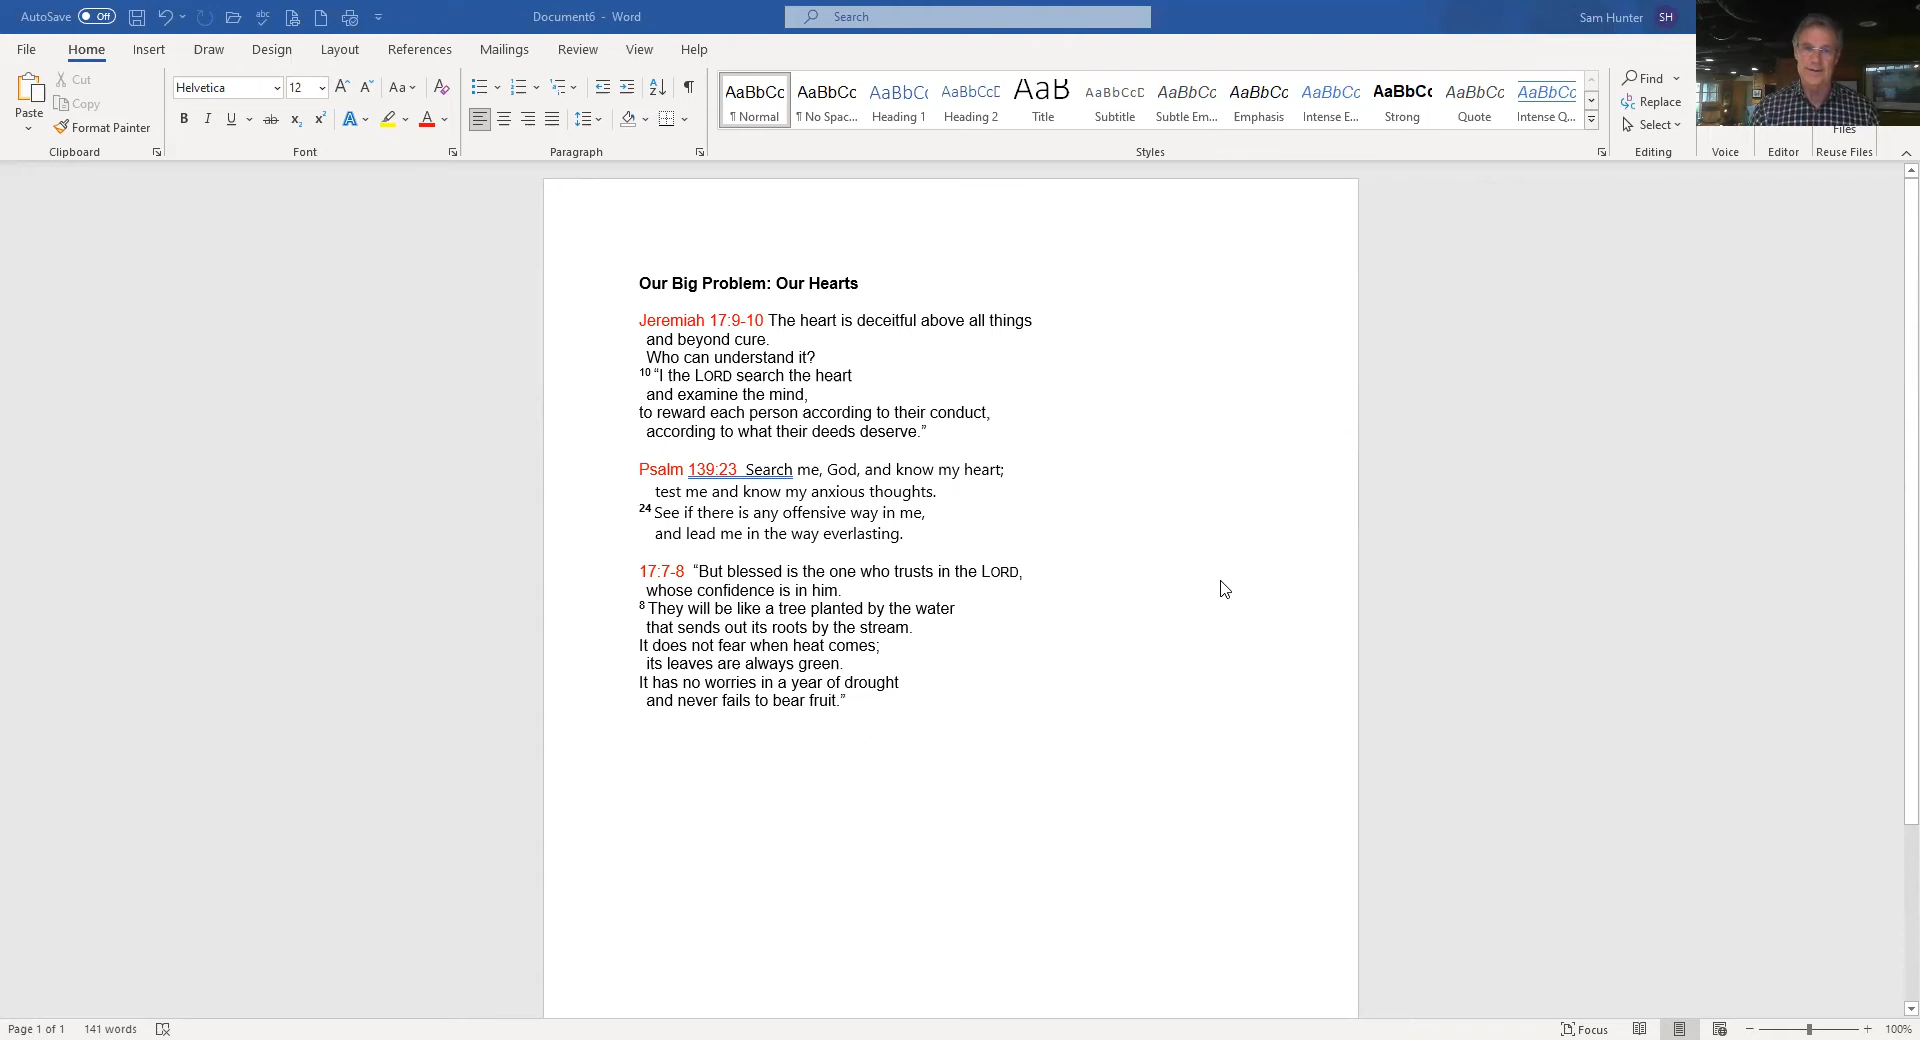 AutoSave Off Document6 - Word Search Sam Hunter SH
File Home Insert Draw Design Layout References Mailings Review View Help
Paste Cut Copy Format Painter
Clipboard
Helvetica 12 Aa
Font
Paragraph
AaBbCc AaBbCc AaBbC( AaBbCcD AaB AaBbCcD AaBbCc AaBbCc AaBbCc AaBbCc AaBbCc AaBbCc
¶ Normal ¶ No Spac... Heading 1 Heading 2 Title Subtitle Subtle Em... Emphasis Intense E... Strong Quote Intense Q...
Styles
Find
Replace
Select
Editing
Voice
Editor
Files
Reuse Files
Our Big Problem: Our Hearts
Jeremiah 17:9-10 The heart is deceitful above all things
and beyond cure.
Who can understand it?
10 “I the LORD search the heart
and examine the mind,
to reward each person according to their conduct,
according to what their deeds deserve.”
Psalm 139:23 Search me, God, and know my heart;
test me and know my anxious thoughts.
24 See if there is any offensive way in me,
and lead me in the way everlasting.
17:7-8 “But blessed is the one who trusts in the LORD,
whose confidence is in him.
8 They will be like a tree planted by the water
that sends out its roots by the stream.
It does not fear when heat comes;
its leaves are always green.
It has no worries in a year of drought
and never fails to bear fruit.”
Page 1 of 1 141 words Focus 100%